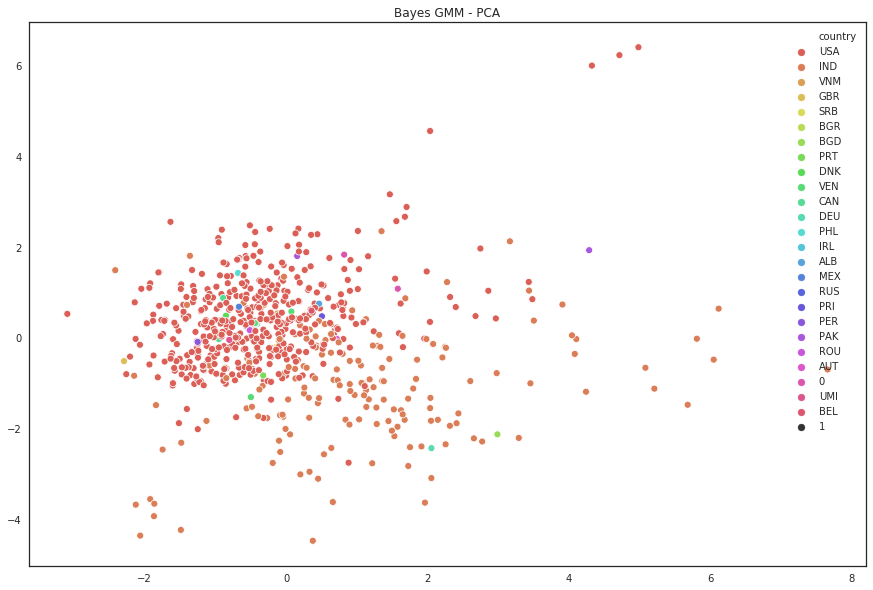 Bayes GMM - PCA
country
USA
IND
VNM
GBR
SRB
BGR
BGD
PRT
DNK
VEN
CAN
DEU
PHL
IRL
ALB
MEX
RUS
PRI
PER
PAK
ROU
AUT
0
UMI
BEL
1
6
4
2
0
−2
−4
−2
0
2
4
6
8